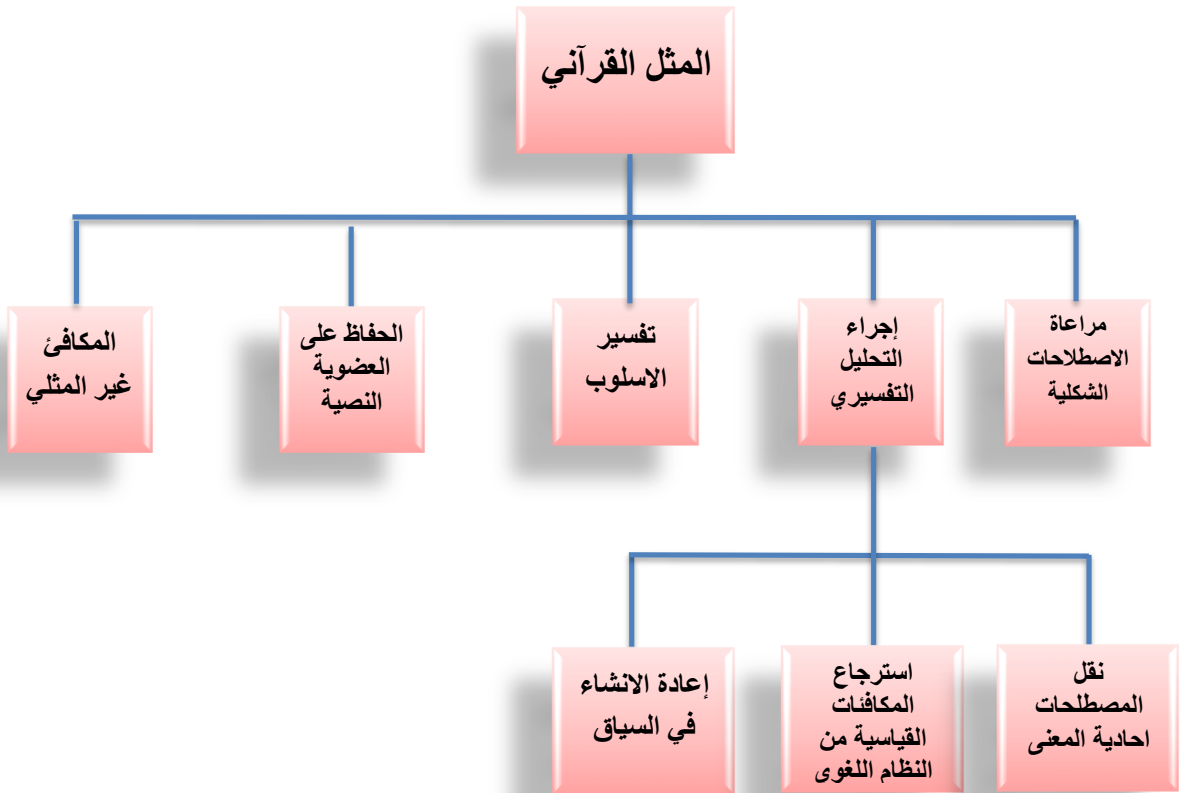 المثل القرآني
مراعاة
الاصطلاحات
الشكلية
إجراء
التحليل
التفسيري
تفسير
الاسلوب
الحفاظ على
العضوية
النصية
المكافئ
غير المثلي
نقل
المصطلحات
احادية المعنى
استرجاع
المكافئات
القياسية من
النظام اللغوى
إعادة الانشاء
في السياق